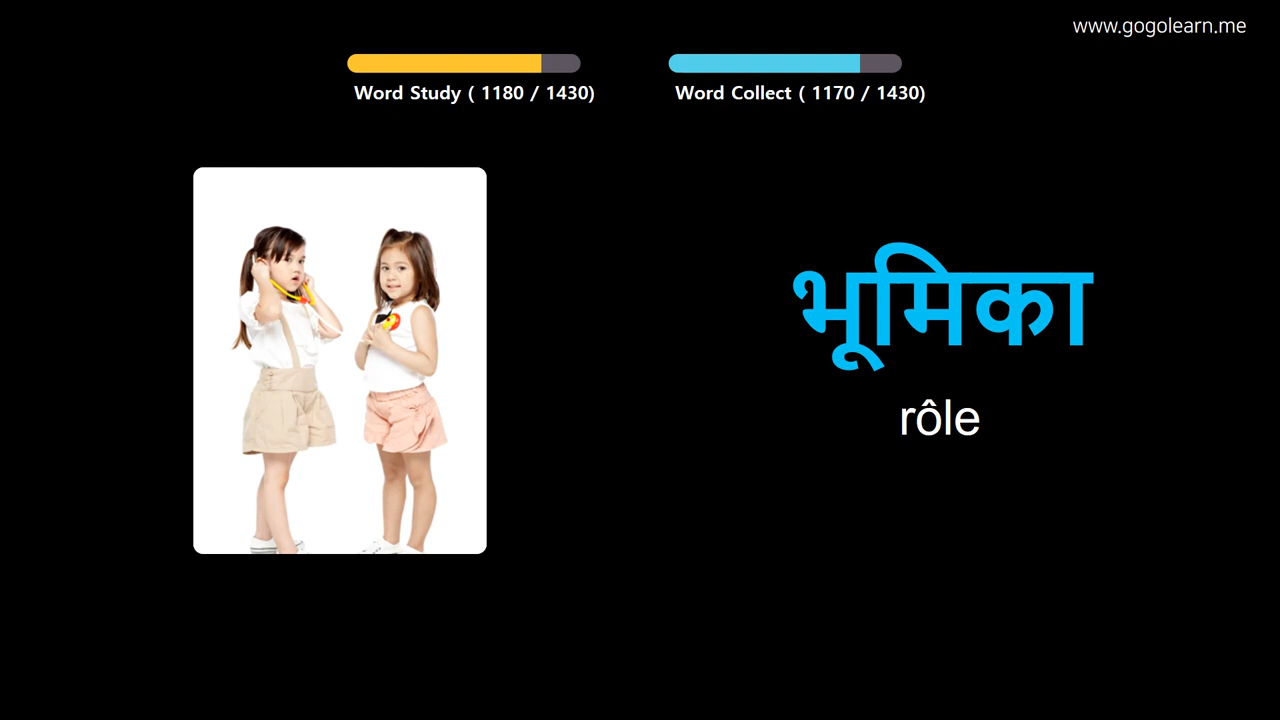 www.gogolearn.me
Word Study ( 1180 / 1430)
Word Collect ( 1170 / 1430)
भूमिका
rôle